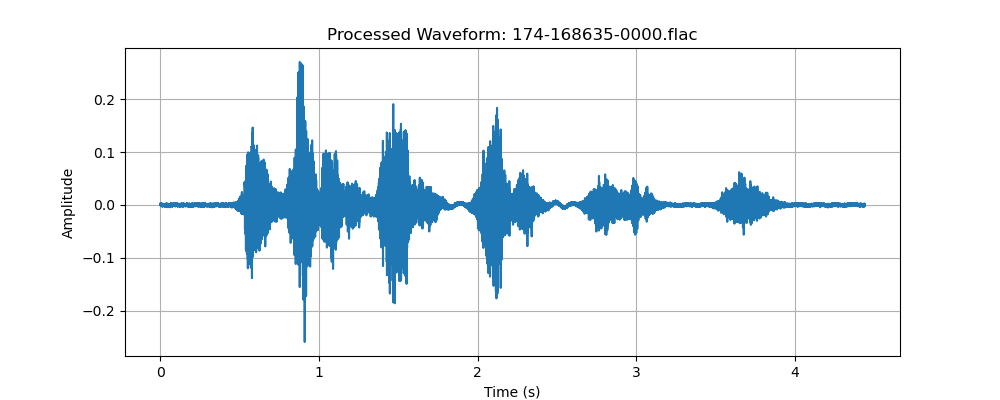 Processed Waveform: 174-168635-0000.flac
Amplitude
0.2
0.1
0.0
−0.1
−0.2
0 1 2 3 4
Time (s)